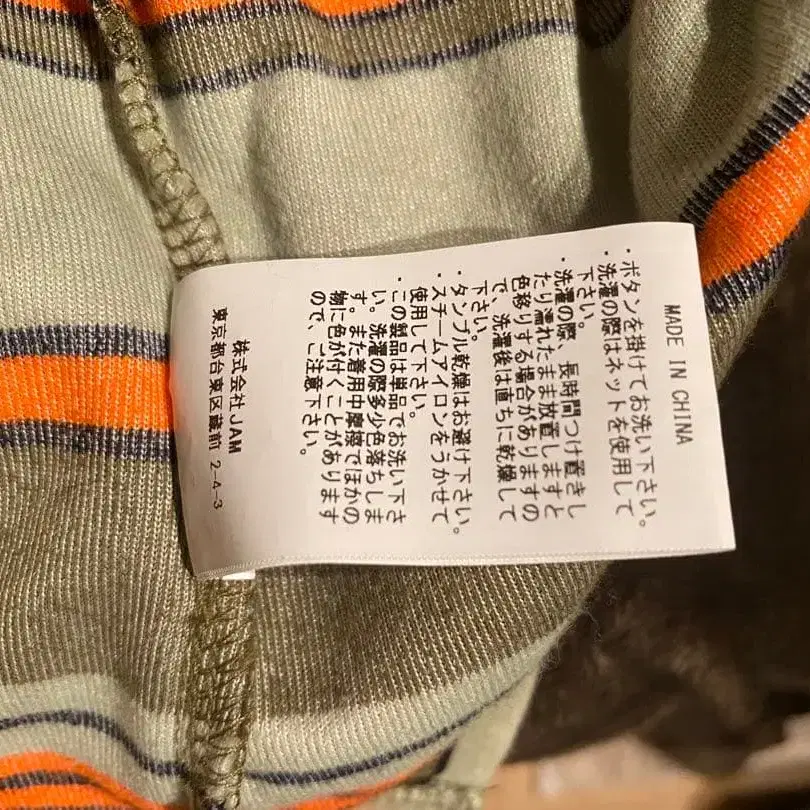 MADE IN CHINA
・ボタンを掛けてお洗い下さい。
・洗濯の際はネットを使用して
下さい。
・洗濯の際、長時間つけ置きし
たり濡れたまま放置しますと
色移りする場合がありますの
で、洗濯後は直ちに乾燥して
下さい。
・タンブル乾燥はお避け下さい。
・スチームアイロンをうかせて
使用して下さい。
・この製品は単品でお洗い下さ
い。洗濯の際多少色落ちしま
す。また着用中摩擦でほかの
物に色が付くことがあります
ので、ご注意下さい。
株式会社JAM
東京都台東区蔵前 2-4-3